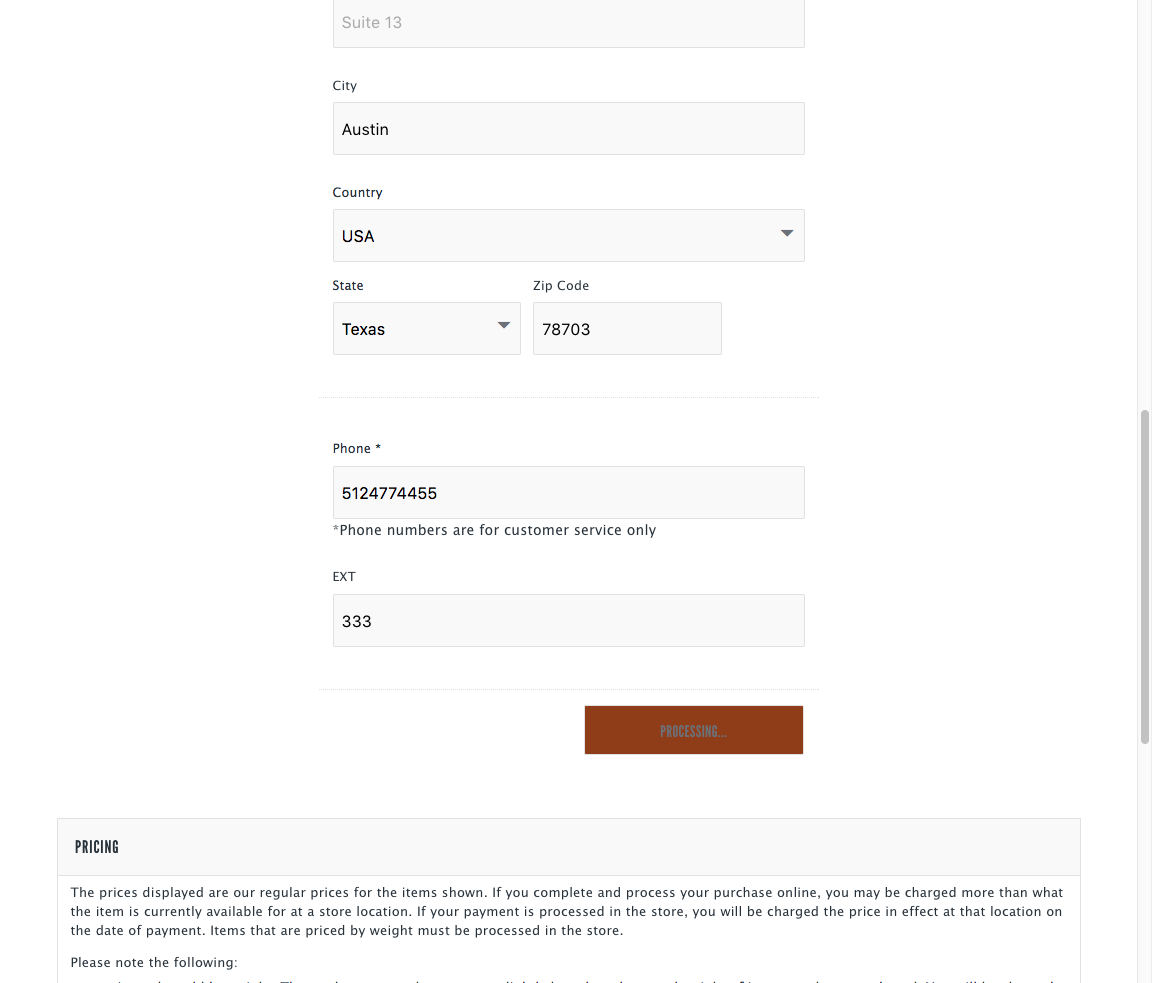 Suite 13
City
Austin
Country
USA
State
Zip Code
Texas
78703
Phone *
5124774455
*Phone numbers are for customer service only
EXT
333
PROCESSING...
PRICING
The prices displayed are our regular prices for the items shown. If you complete and process your purchase online, you may be charged more than what
the item is currently available for at a store location. If your payment is processed in the store, you will be charged the price in effect at that location on
the date of payment. Items that are priced by weight must be processed in the store.
Please note the following: